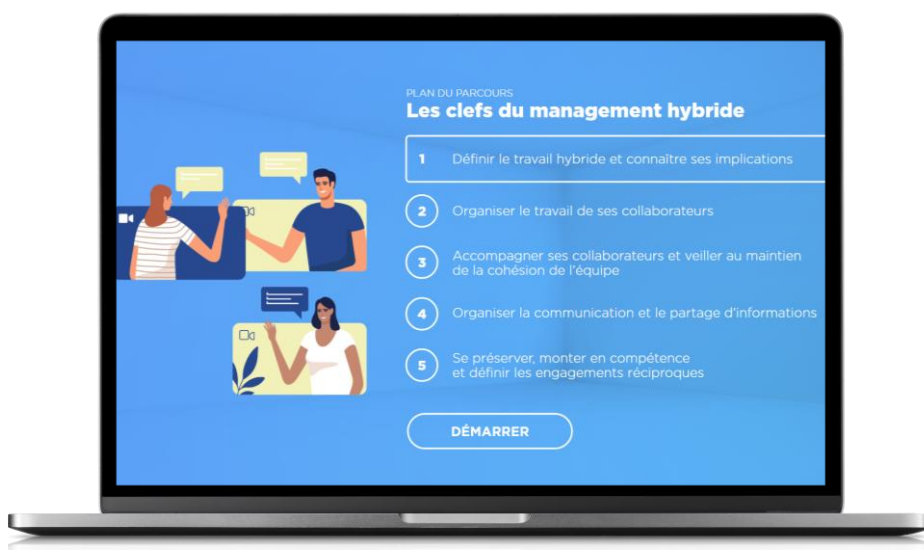 PLAN DU PARCOURS
Les clefs du management hybride
1 Définir le travail hybride et connaître ses implications
2 Organiser le travail de ses collaborateurs
3 Accompagner ses collaborateurs et veiller au maintien
de la cohésion de l'équipe
4 Organiser la communication et le partage d'informations
5 Se préserver, monter en compétence
et définir les engagements réciproques
DÉMARRER